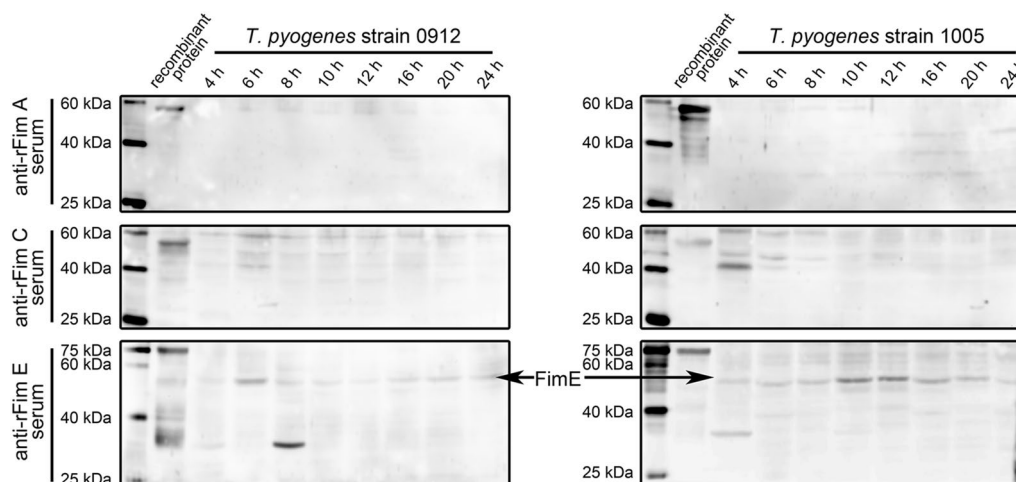 T. pyogenes strain 0912
recombinant
protein
4 h
6 h
8 h
10 h
12 h
16 h
20 h
24 h
T. pyogenes strain 1005
recombinant
protein
4 h
6 h
8 h
10 h
12 h
16 h
20 h
24 h
anti-rFim A
serum
60 kDa
40 kDa
25 kDa
60 kDa
40 kDa
25 kDa
anti-rFim C
serum
60 kDa
40 kDa
25 kDa
60 kDa
40 kDa
25 kDa
anti-rFim E
serum
75 kDa
60 kDa
40 kDa
25 kDa
FimE
75 kDa
60 kDa
40 kDa
25 kDa